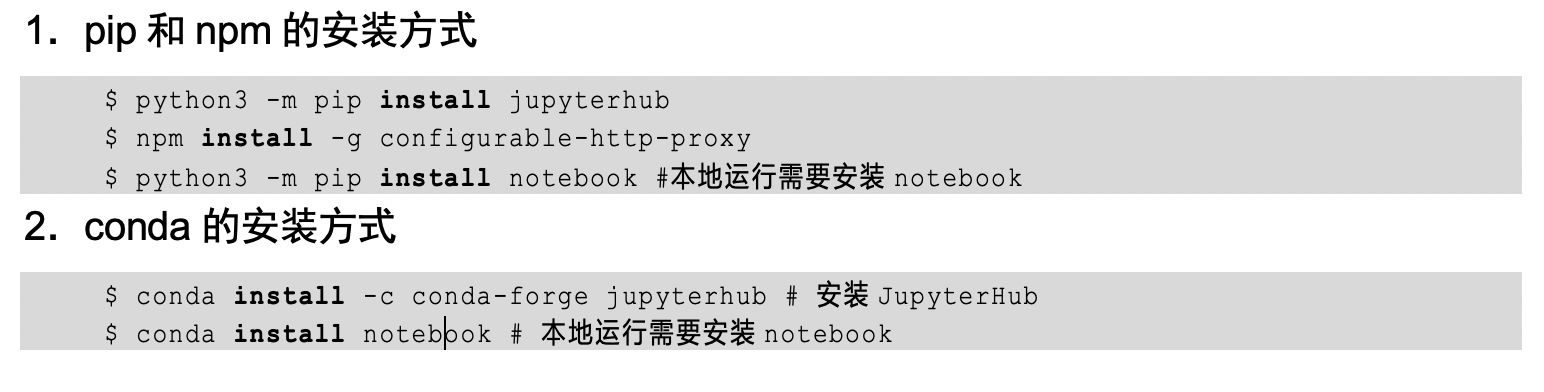 1. pip 和 npm 的安装方式
$ python3 -m pip install jupyterhub
$ npm install -g configurable-http-proxy
$ python3 -m pip install notebook #本地运行需要安装 notebook
2. conda 的安装方式
$ conda install -c conda-forge jupyterhub # 安装 JupyterHub
$ conda install notebook # 本地运行需要安装 notebook